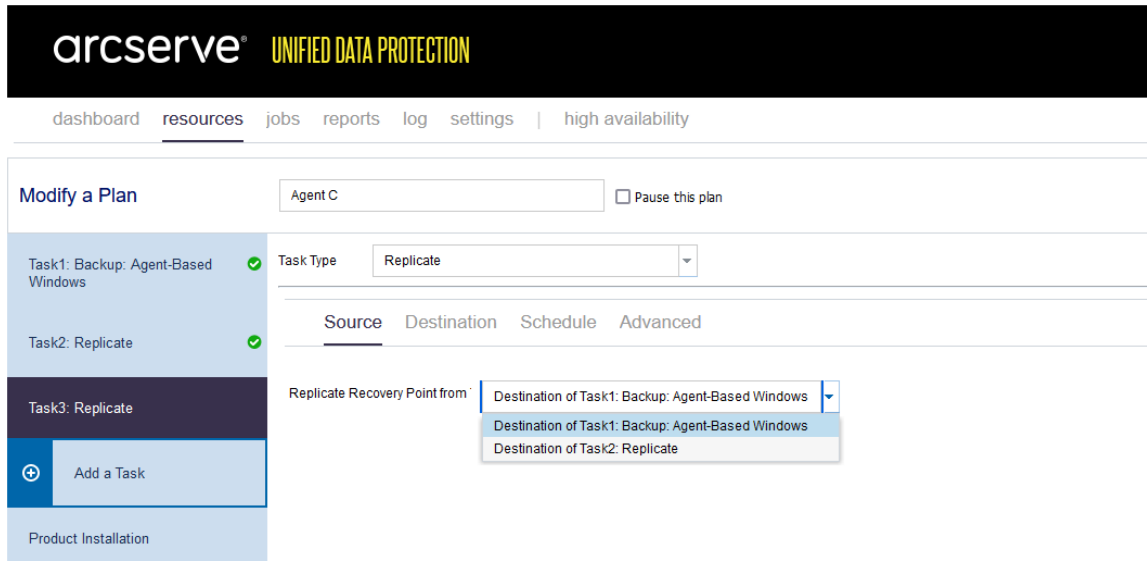 arcserve® UNIFIED DATA PROTECTION
dashboard resources jobs reports log settings | high availability
Modify a Plan
Agent C
Pause this plan
Task1: Backup: Agent-Based
Windows
Task Type
Replicate
Source Destination Schedule Advanced
Task2: Replicate
Replicate Recovery Point from
Destination of Task1: Backup: Agent-Based Windows
Destination of Task1: Backup: Agent-Based Windows
Destination of Task2: Replicate
Task3: Replicate
Add a Task
Product Installation